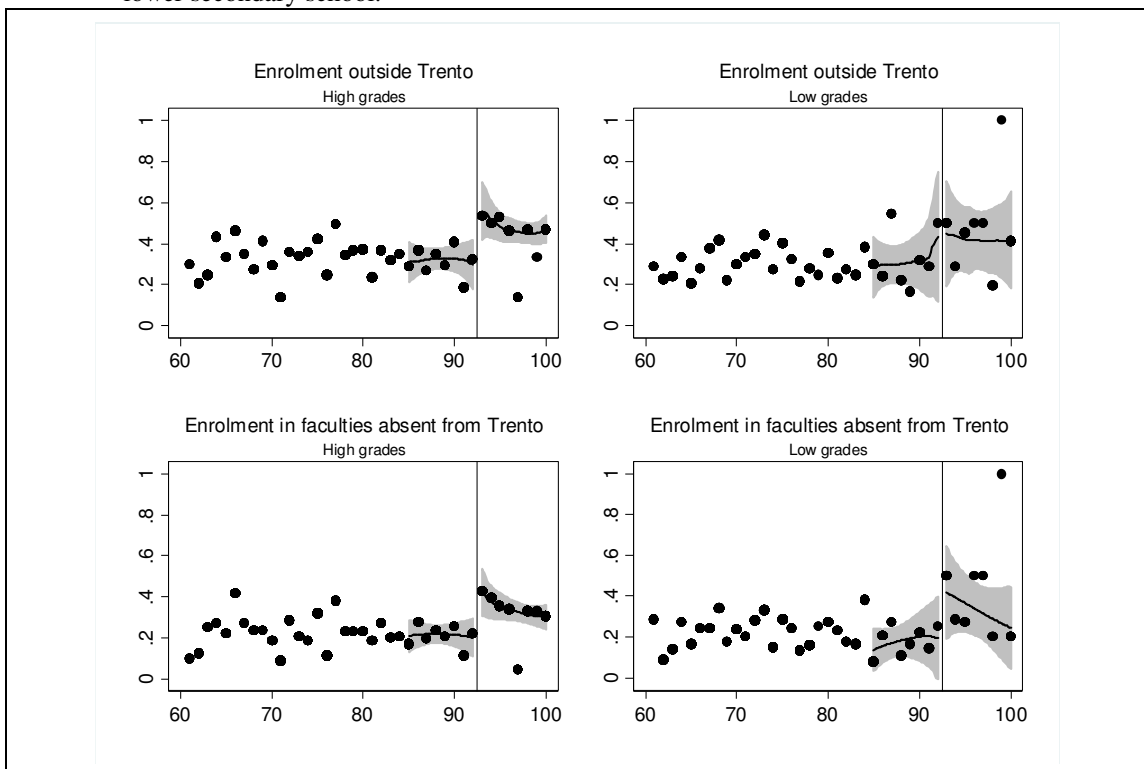 lower secondary school.
Enrolment outside Trento
High grades
0 .2 .4 .6 .8 1
60 70 80 90 100
Enrolment outside Trento
Low grades
0 .2 .4 .6 .8 1
60 70 80 90 100
Enrolment in faculties absent from Trento
High grades
0 .2 .4 .6 .8 1
60 70 80 90 100
Enrolment in faculties absent from Trento
Low grades
0 .2 .4 .6 .8 1
60 70 80 90 100